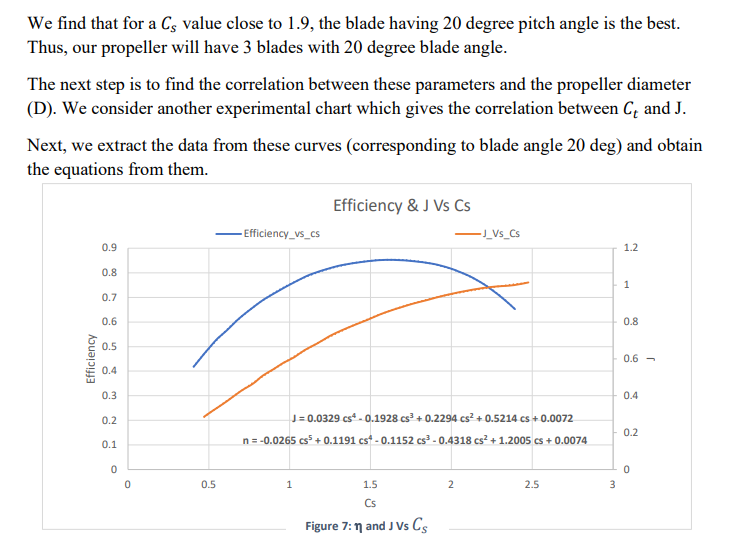 We find that for a Cₛ value close to 1.9, the blade having 20 degree pitch angle is the best.
Thus, our propeller will have 3 blades with 20 degree blade angle.
The next step is to find the correlation between these parameters and the propeller diameter
(D). We consider another experimental chart which gives the correlation between Cₜ and J.
Next, we extract the data from these curves (corresponding to blade angle 20 deg) and obtain
the equations from them.
Efficiency & J Vs Cs
Efficiency_vs_cs
J_Vs_Cs
0.9
0.8
0.7
0.6
0.5
0.4
0.3
0.2
0.1
0
Efficiency
1.2
1
0.8
0.6
0.4
0.2
0
J
J = 0.0329 cs⁴ - 0.1928 cs³ + 0.2294 cs² + 0.5214 cs + 0.0072
n = -0.0265 cs⁵ + 0.1191 cs⁴ - 0.1152 cs³ - 0.4318 cs² + 1.2005 cs + 0.0074
0 0.5 1 1.5 2 2.5 3
Cs
Figure 7: η and J Vs Cₛ